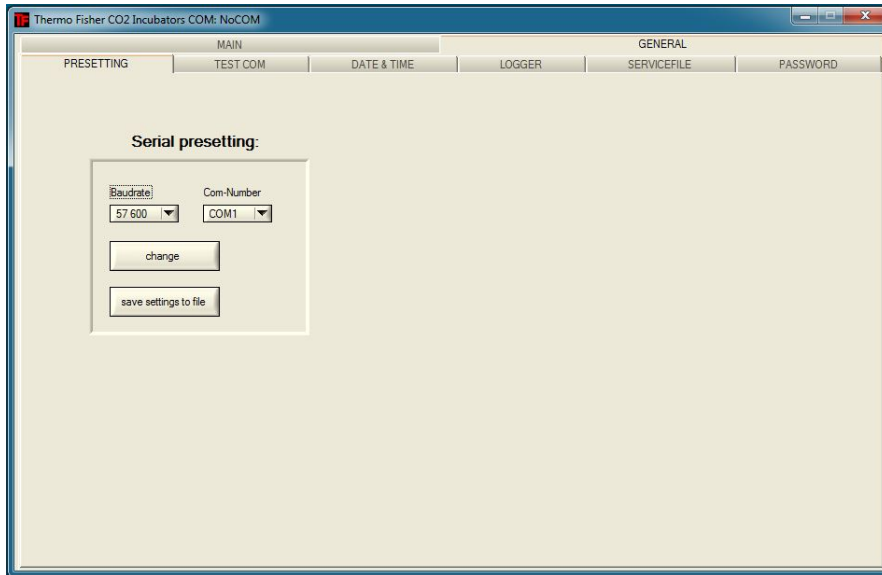 TF Thermo Fisher CO2 Incubators COM: NoCOM
MAIN GENERAL
PRESETTING TEST COM DATE & TIME LOGGER SERVICEFILE PASSWORD
Serial presetting:
Baudrate Com-Number
57 600 COM1
change
save settings to file